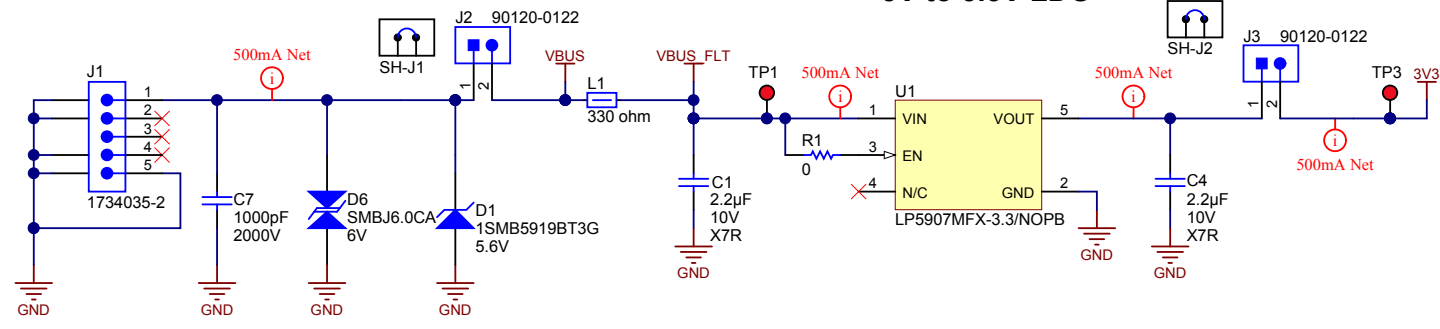 J2 90120-0122
SH-J1
SH-J2
J3 90120-0122
500mA Net
i
VBUS
VBUS_FLT
J1
1
2
3
4
5
1734035-2
1
2
L1
330 ohm
TP1
500mA Net
i
U1
1 VIN
3 EN
4 N/C
VOUT 5
GND 2
LP5907MFX-3.3/NOPB
R1
0
500mA Net
i
1
2
TP3
3V3
i
500mA Net
C7
1000pF
2000V
D6
SMBJ6.0CA
6V
D1
1SMB5919BT3G
5.6V
C1
2.2µF
10V
X7R
C4
2.2µF
10V
X7R
GND
GND
GND
GND
GND
GND
GND